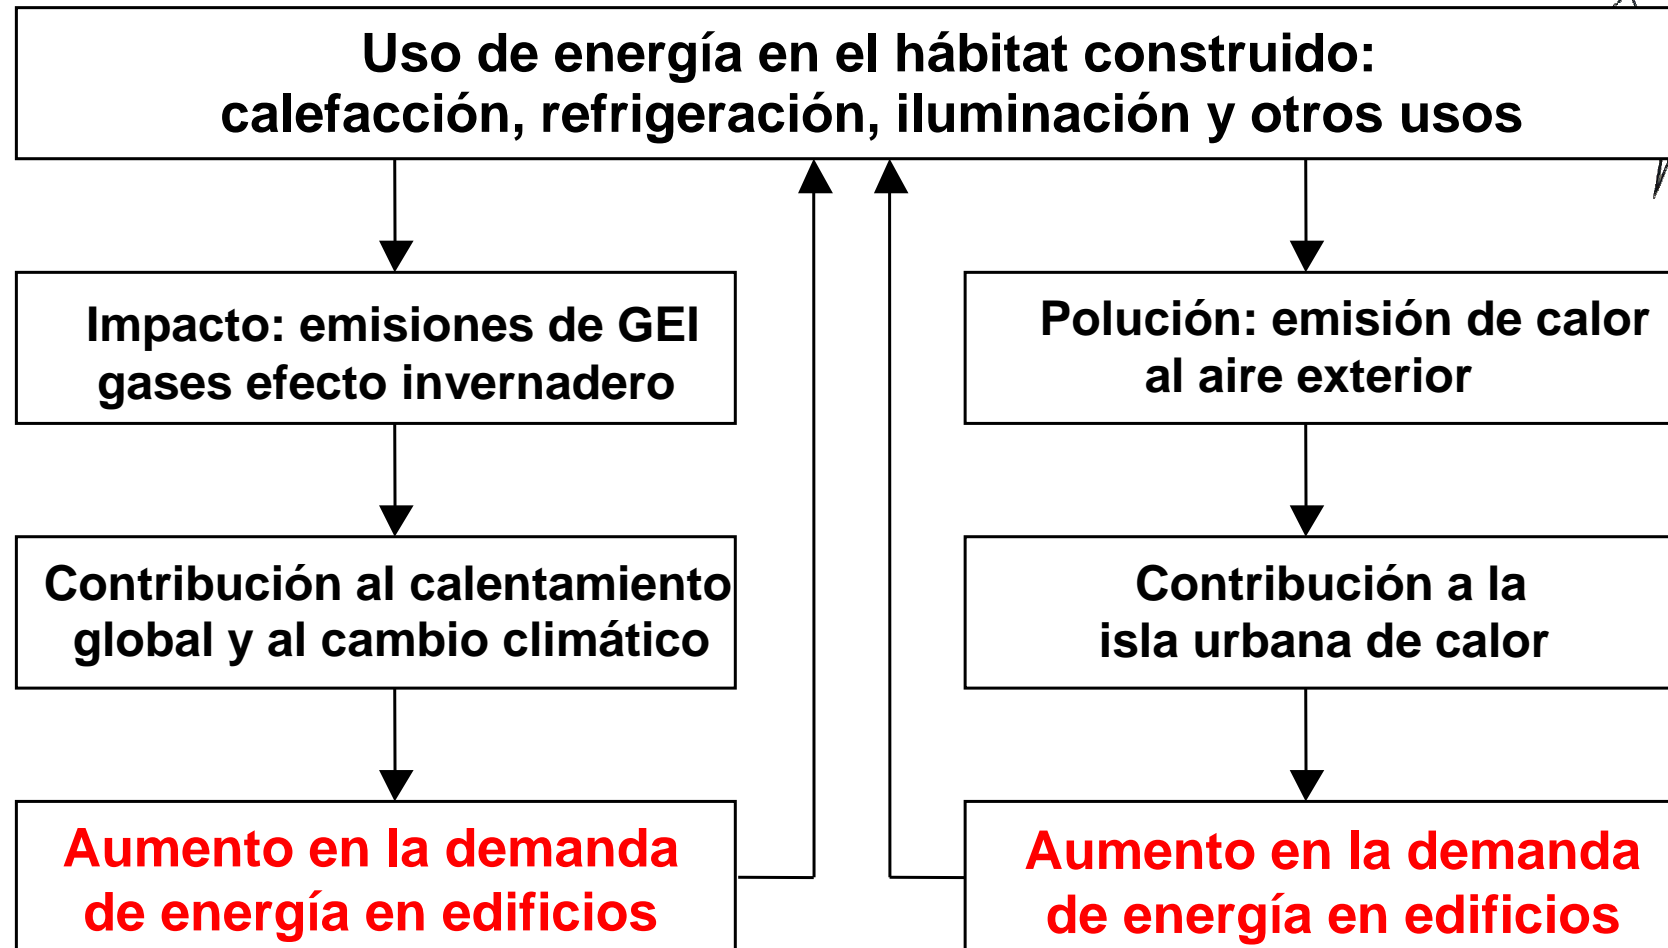 Uso de energía en el hábitat construido:
calefacción, refrigeración, iluminación y otros usos
Impacto: emisiones de GEI
gases efecto invernadero
Polución: emisión de calor
al aire exterior
Contribución al calentamiento
global y al cambio climático
Contribución a la
isla urbana de calor
Aumento en la demanda
de energía en edificios
Aumento en la demanda
de energía en edificios